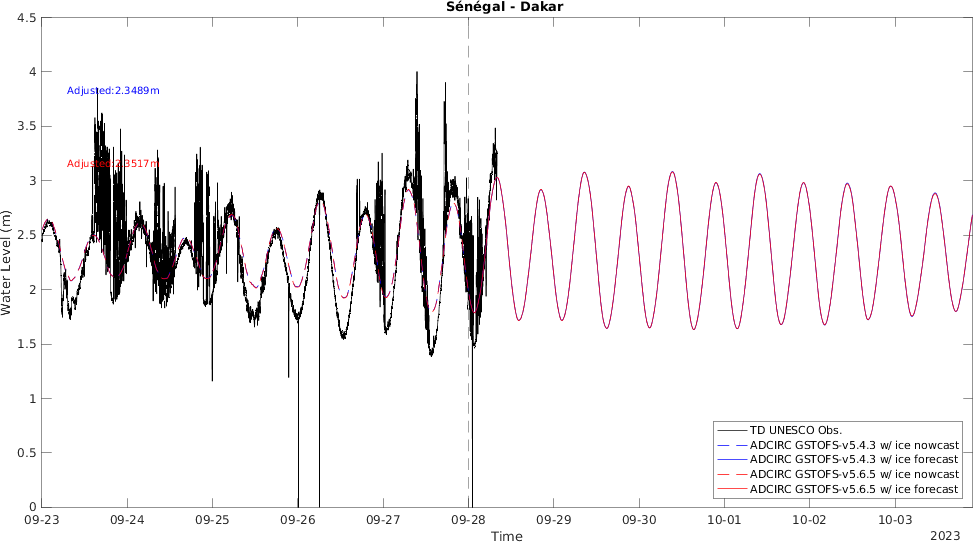 Sénégal - Dakar
4.5
4
3.5
3
2.5
2
1.5
1
0.5
0
Water Level (m)
Adjusted:2.3489m
Adjusted:2.3517m
TD UNESCO Obs.
ADCIRC GSTOFS-v5.4.3 w/ ice nowcast
ADCIRC GSTOFS-v5.4.3 w/ ice forecast
ADCIRC GSTOFS-v5.6.5 w/ ice nowcast
ADCIRC GSTOFS-v5.6.5 w/ ice forecast
09-23 09-24 09-25 09-26 09-27 09-28 09-29 09-30 10-01 10-02 10-03
Time
2023